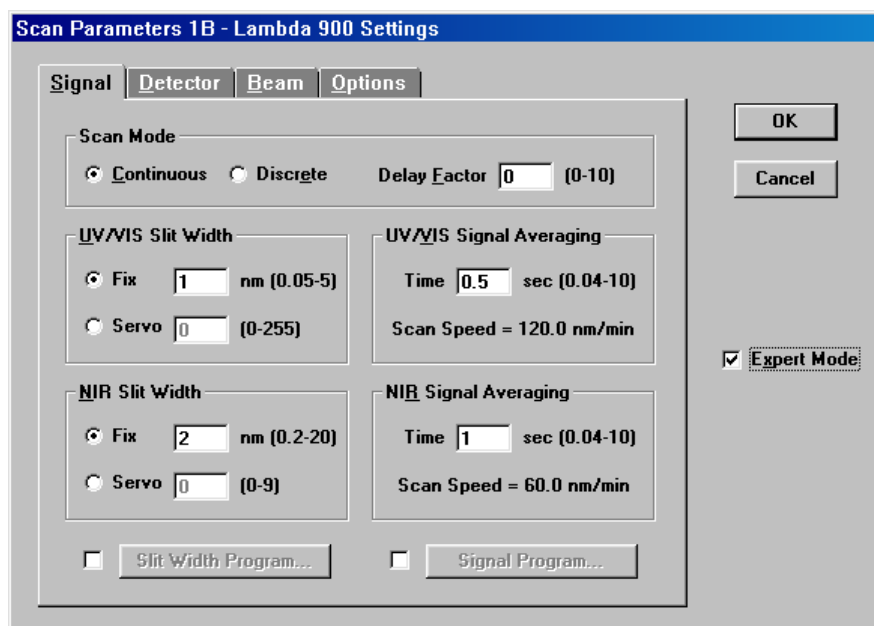 Scan Parameters 1B - Lambda 900 Settings
Signal Detector Beam Options
Scan Mode
Continuous Discrete Delay Factor 0 (0-10)
OK
Cancel
UV/VIS Slit Width
Fix 1 nm (0.05-5)
Servo 0 (0-255)
UV/VIS Signal Averaging
Time 0.5 sec (0.04-10)
Scan Speed = 120.0 nm/min
Expert Mode
NIR Slit Width
Fix 2 nm (0.2-20)
Servo 0 (0-9)
NIR Signal Averaging
Time 1 sec (0.04-10)
Scan Speed = 60.0 nm/min
Slit Width Program...
Signal Program...